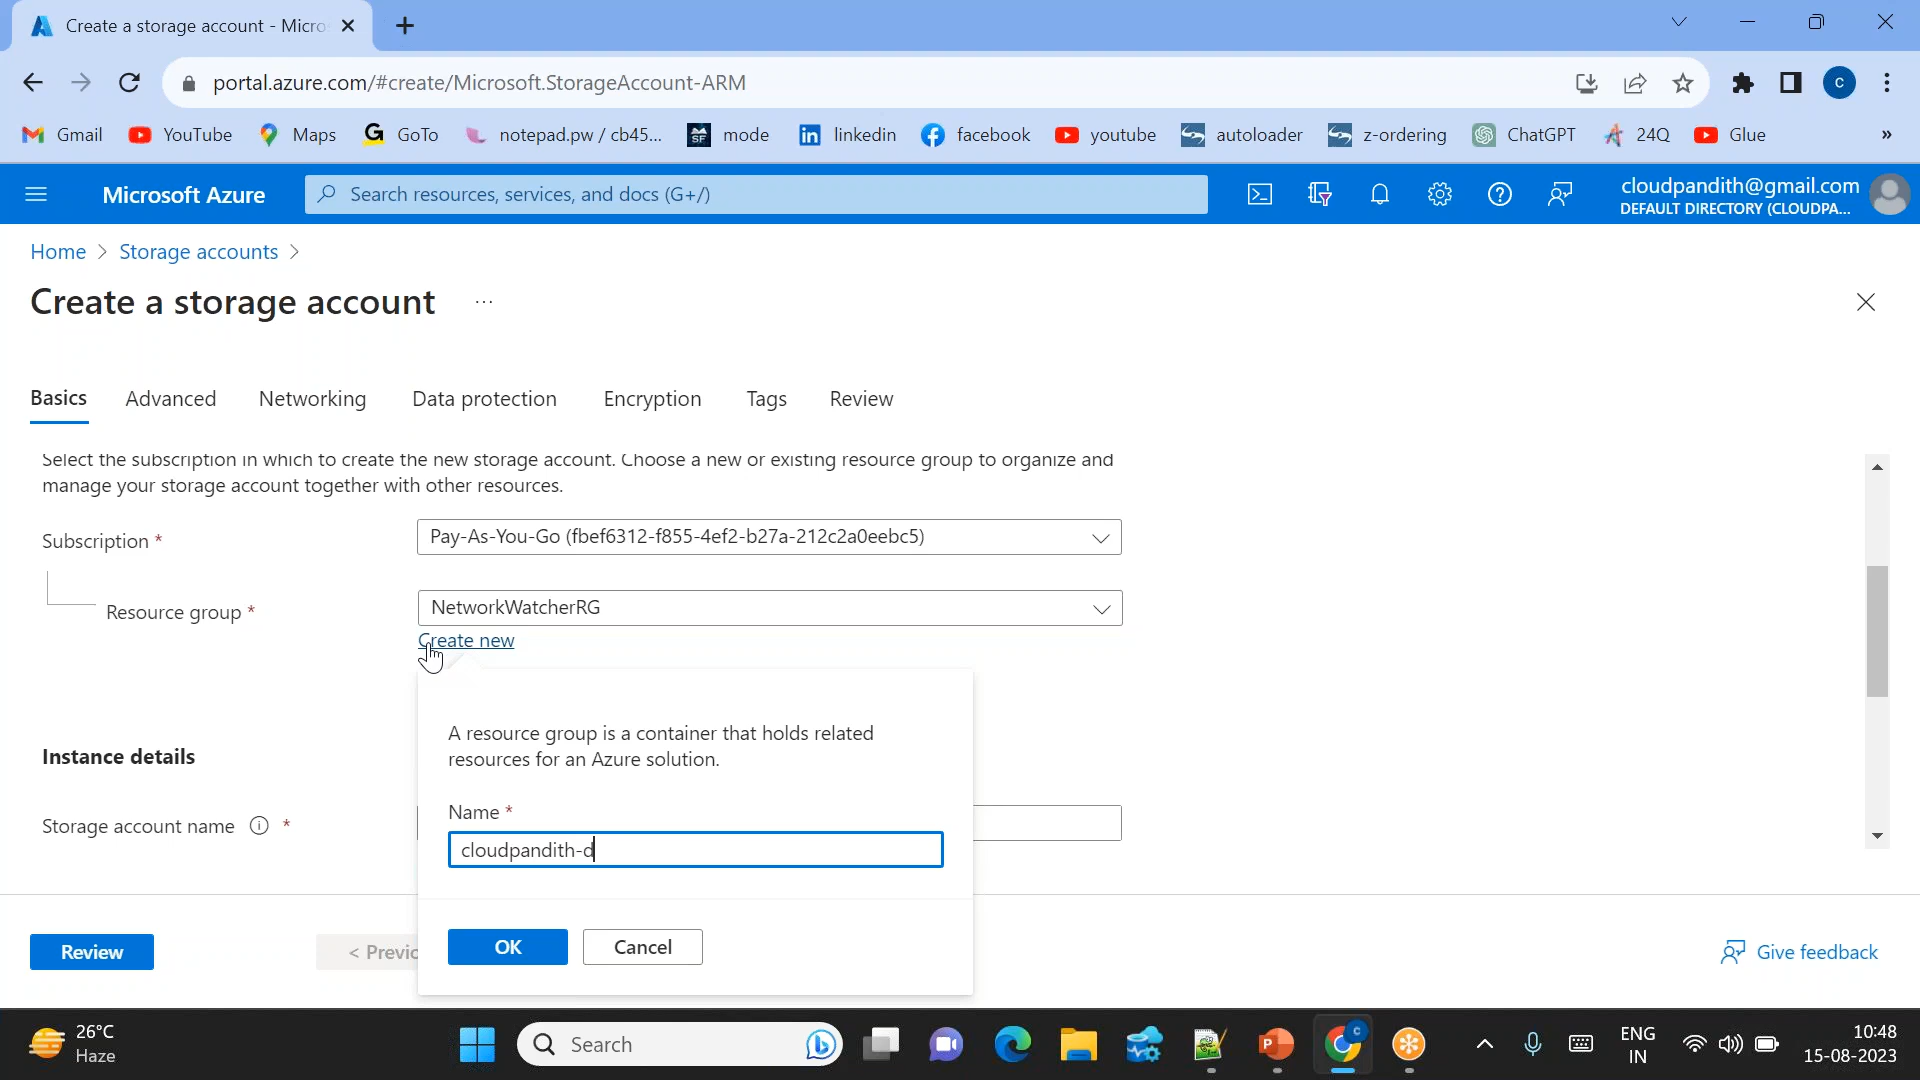 Create a storage account - Micro
portal.azure.com/#create/Microsoft.StorageAccount-ARM
C
Gmail
YouTube
Maps
GoTo
notepad.pw / cb45...
mode
linkedin
facebook
youtube
autoloader
z-ordering
ChatGPT
24Q
Glue
»
Microsoft Azure
Search resources, services, and docs (G+/)
cloudpandith@gmail.com
DEFAULT DIRECTORY (CLOUDPA...
Home > Storage accounts >
Create a storage account ...
Basics
Advanced
Networking
Data protection
Encryption
Tags
Review
Select the subscription in which to create the new storage account. Choose a new or existing resource group to organize and
manage your storage account together with other resources.
Subscription *
Pay-As-You-Go (fbef6312-f855-4ef2-b27a-212c2a0eebc5)
Resource group *
NetworkWatcherRG
Create new
A resource group is a container that holds related
resources for an Azure solution.
Instance details
Name *
Storage account name *
cloudpandith-d
OK
Cancel
Review
< Previo
Give feedback
26°C
Haze
Search
ENG
IN
10:48
15-08-2023